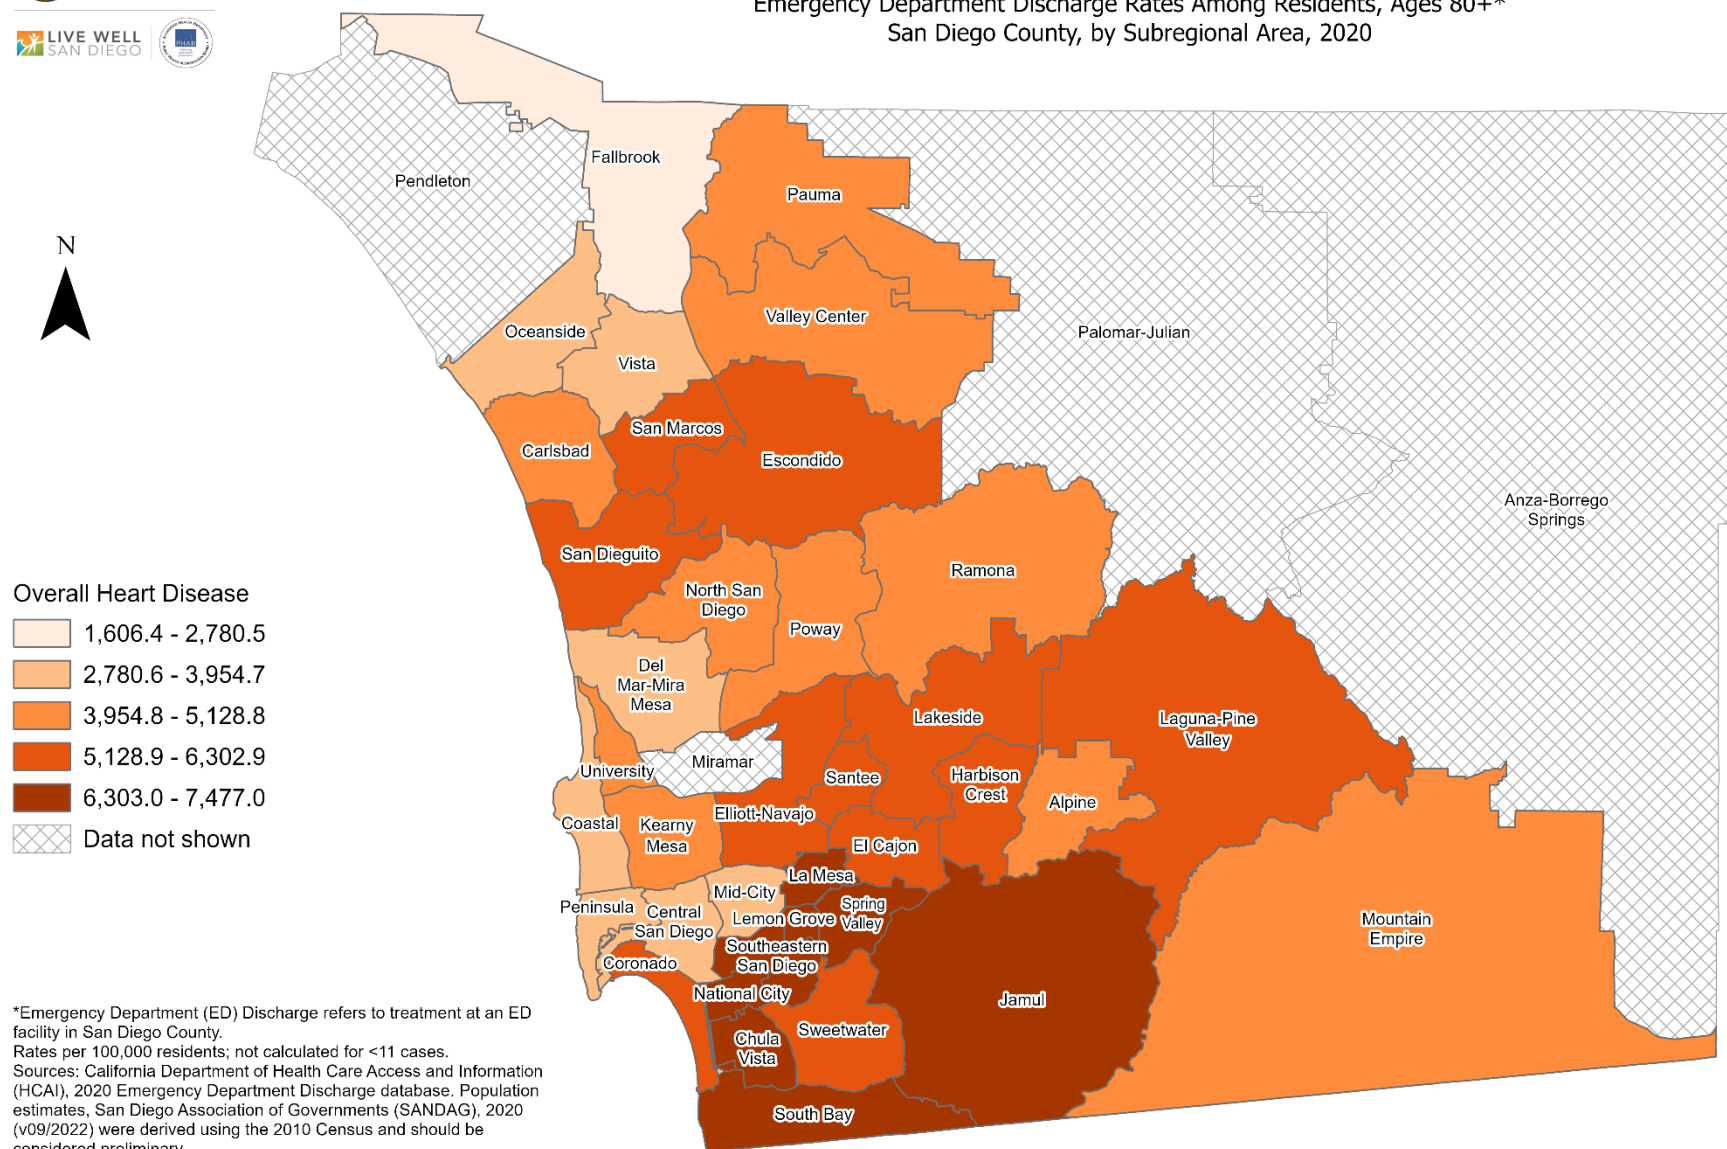 Emergency Department Discharge Rates Among Residents, Ages 80+*
San Diego County, by Subregional Area, 2020
LIVE WELL
SAN DIEGO
PHAB
N
Fallbrook
Pendleton
Pauma
Valley Center
Oceanside
Palomar-Julian
Vista
San Marcos
Carlsbad
Escondido
Anza-Borrego
Springs
San Dieguito
Ramona
North San
Diego
Poway
Del
Mar-Mira
Mesa
Lakeside
Laguna-Pine
Valley
Miramar
University
Santee
Harbison
Crest
Alpine
Elliott-Navajo
Coastal
Kearny
Mesa
El Cajon
La Mesa
Mid-City
Peninsula
Central
San Diego
Lemon Grove
Spring
Valley
Mountain
Empire
Southeastern
San Diego
Coronado
National City
Jamul
Sweetwater
Chula
Vista
South Bay
Overall Heart Disease
1,606.4 - 2,780.5
2,780.6 - 3,954.7
3,954.8 - 5,128.8
5,128.9 - 6,302.9
6,303.0 - 7,477.0
Data not shown
*Emergency Department (ED) Discharge refers to treatment at an ED
facility in San Diego County.
Rates per 100,000 residents; not calculated for <11 cases.
Sources: California Department of Health Care Access and Information
(HCAI), 2020 Emergency Department Discharge database. Population
estimates, San Diego Association of Governments (SANDAG), 2020
(v09/2022) were derived using the 2010 Census and should be
considered preliminary.